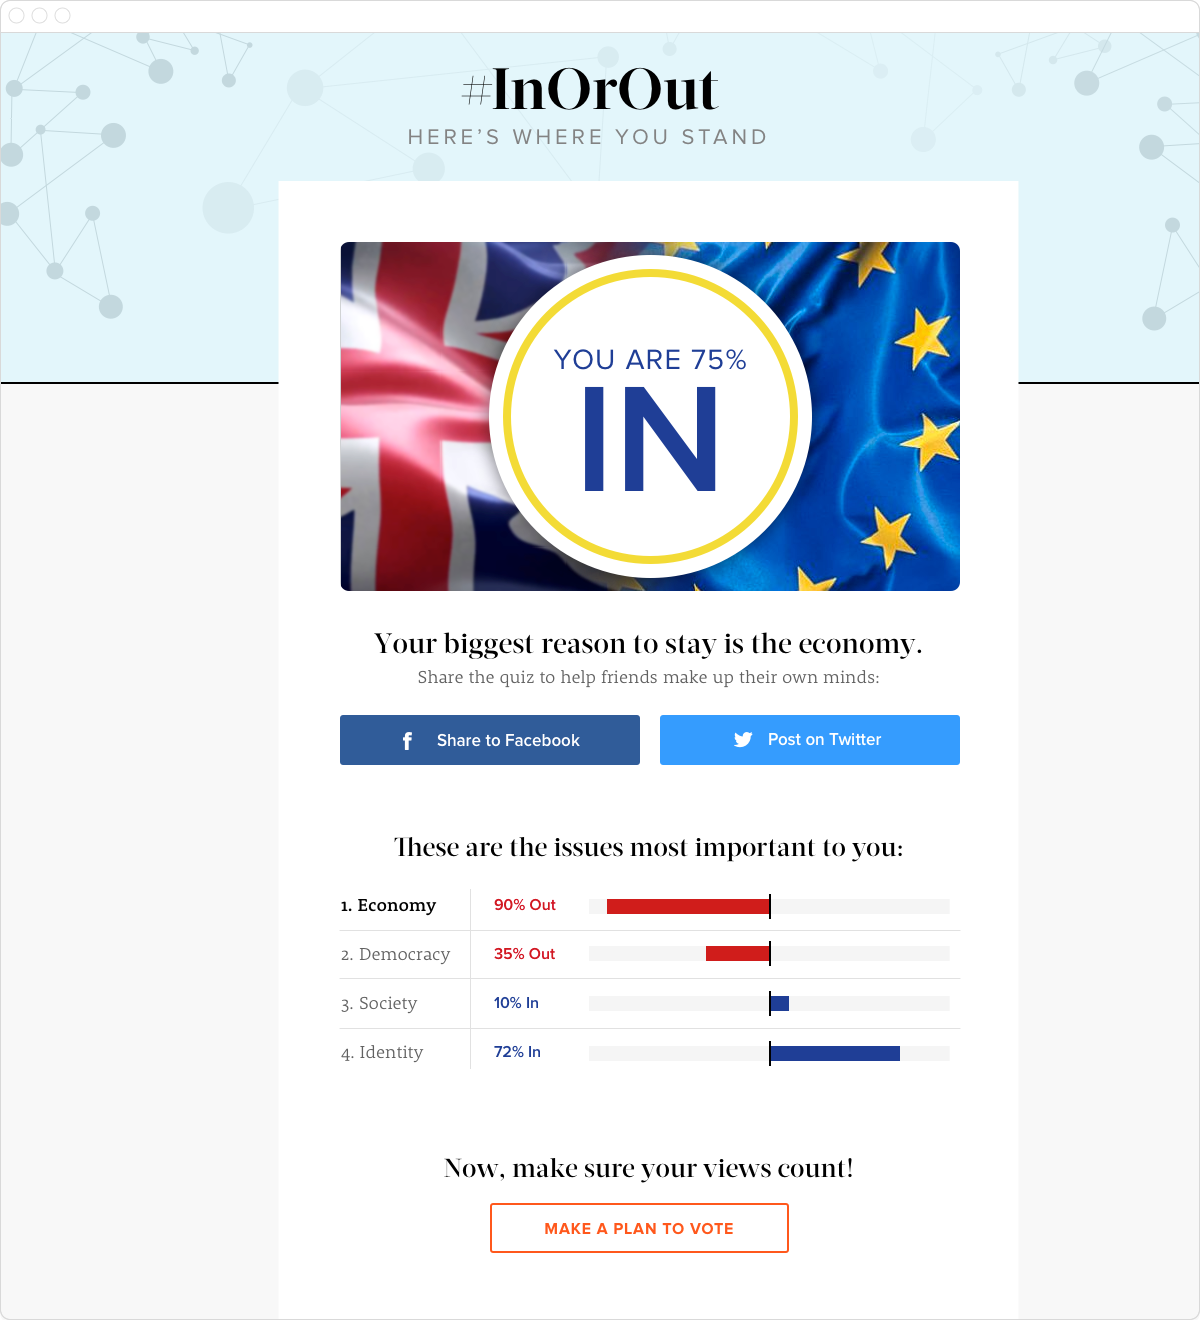 #InOrOut
HERE’S WHERE YOU STAND
YOU ARE 75%
IN
Your biggest reason to stay is the economy.
Share the quiz to help friends make up their own minds:
Share to Facebook
Post on Twitter
These are the issues most important to you:
1. Economy 90% Out
2. Democracy 35% Out
3. Society 10% In
4. Identity 72% In
Now, make sure your views count!
MAKE A PLAN TO VOTE